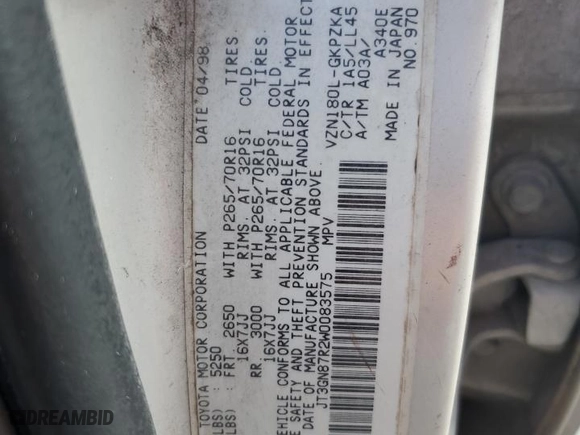 TOYOTA MOTOR CORPORATION DATE 04/98
LBS) : 5250
LBS) : FRT. 2650 WITH P265/70R16 TIRES
16X7JJ RIMS. AT 32PSI COLD.
RR. 3000 WITH P265/70R16 TIRES
16X7JJ RIMS. AT 32PSI COLD.
EHICLE CONFORMS TO ALL APPLICABLE FEDERAL MOTOR
E SAFETY AND THEFT PREVENTION STANDARDS IN EFFECT
DATE OF MANUFACTURE SHOWN ABOVE.
JT3GN87R2W0083575 MPV
VZN180L-GKPZKA
C/TR 1A5/LL45
A/TM A03A/ A340E
MADE IN JAPAN
NO. 970
DREAMBID